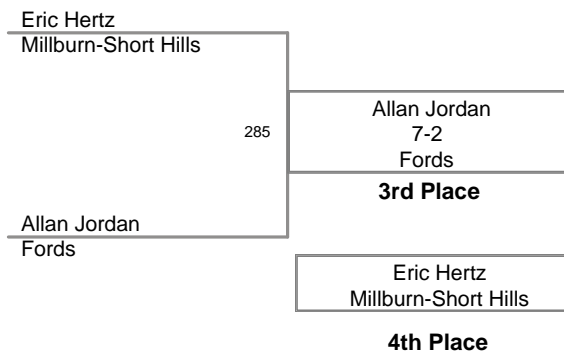 Eric Hertz
Millburn-Short Hills
285
Allan Jordan
7-2
Fords
3rd Place
Allan Jordan
Fords
Eric Hertz
Millburn-Short Hills
4th Place